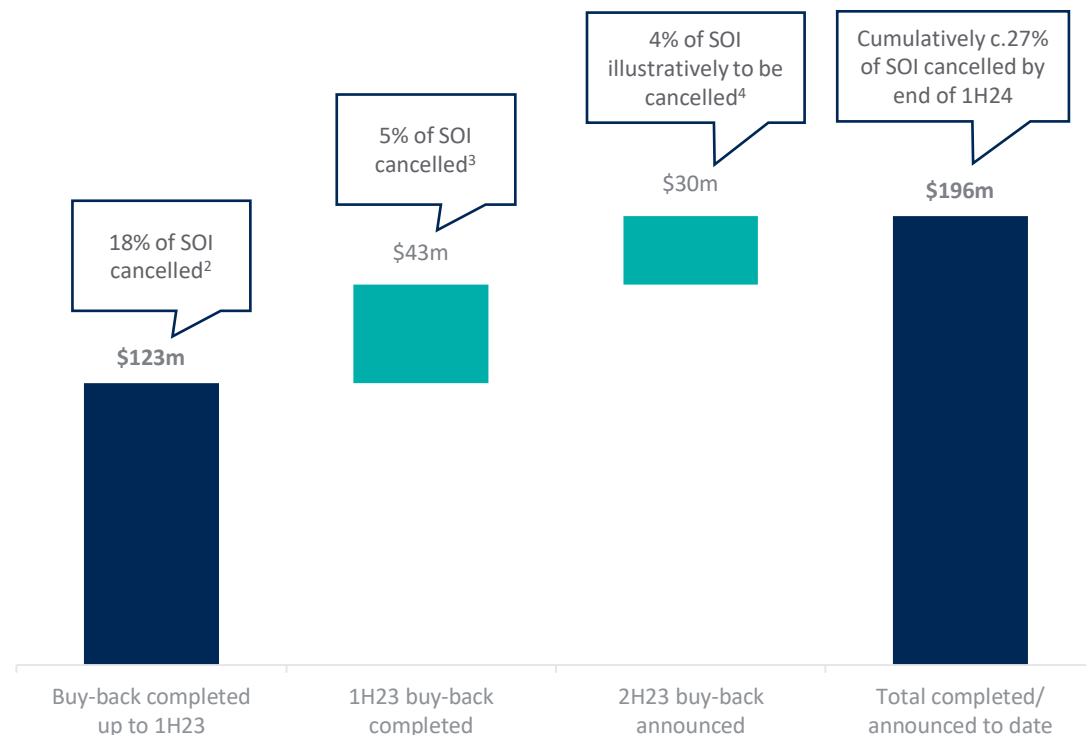 18% of SOI
cancelled²
$123m
5% of SOI
cancelled³
$43m
4% of SOI
illustratively to be
cancelled⁴
$30m
Cumulatively c.27%
of SOI cancelled by
end of 1H24
$196m
Buy-back completed
up to 1H23
1H23 buy-back
completed
2H23 buy-back
announced
Total completed/
announced to date